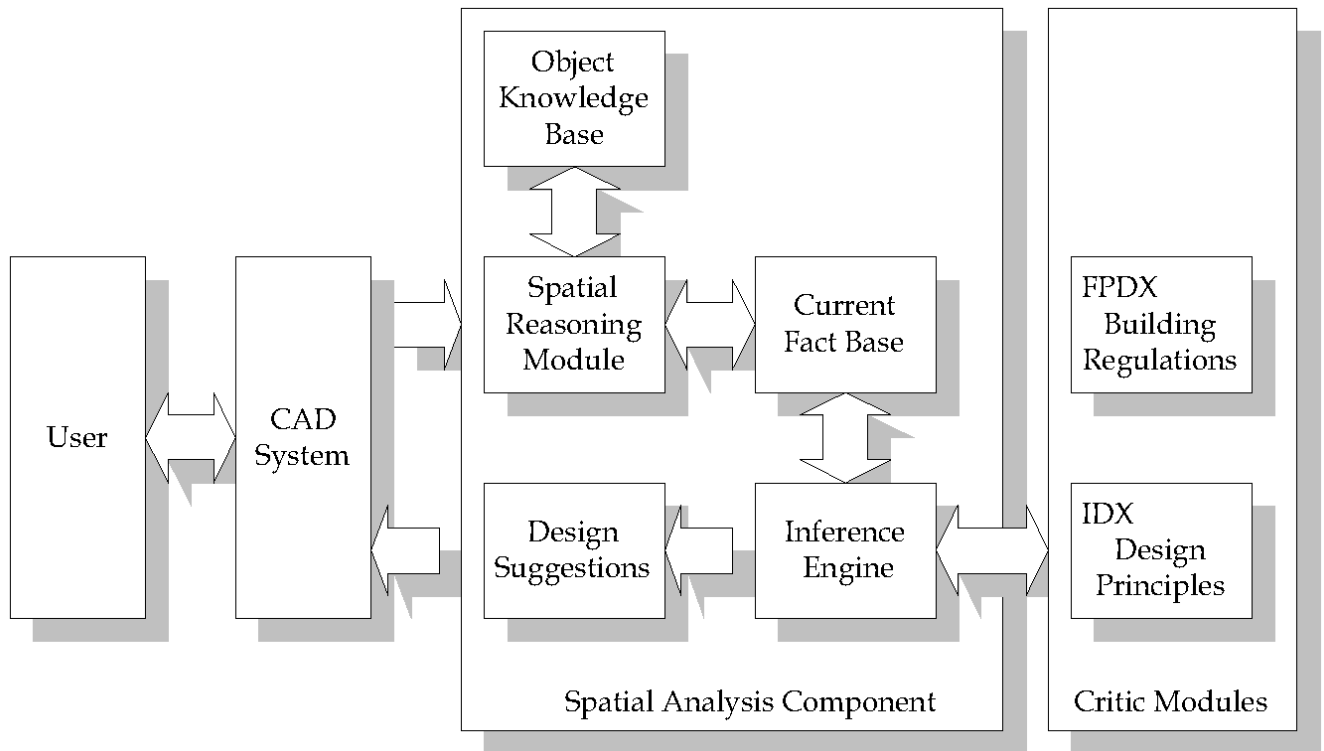 Object
Knowledge
Base
User
CAD
System
Spatial
Reasoning
Module
Current
Fact Base
Design
Suggestions
Inference
Engine
Spatial Analysis Component
FPDX
Building
Regulations
IDX
Design
Principles
Critic Modules